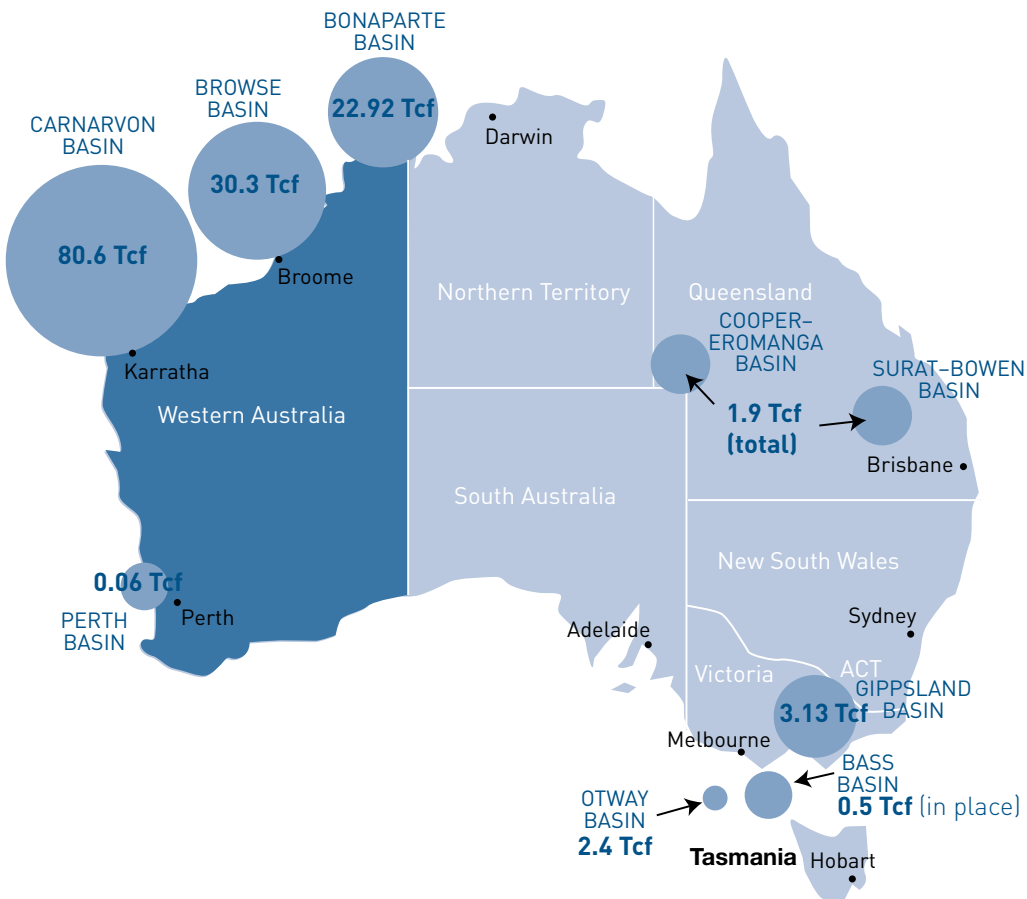 BONAPARTE
BASIN
22.92 Tcf
BROWSE
BASIN
30.3 Tcf
CARNARVON
BASIN
80.6 Tcf
Darwin
Broome
Karratha
Northern Territory
Queensland
COOPER–
EROMANGA
BASIN
SURAT–BOWEN
BASIN
1.9 Tcf
(total)
Western Australia
Brisbane
South Australia
New South Wales
0.06 Tcf
PERTH
BASIN
Perth
Adelaide
Sydney
Victoria
ACT
GIPPSLAND
BASIN
3.13 Tcf
Melbourne
BASS
BASIN
0.5 Tcf (in place)
OTWAY
BASIN
2.4 Tcf
Tasmania
Hobart